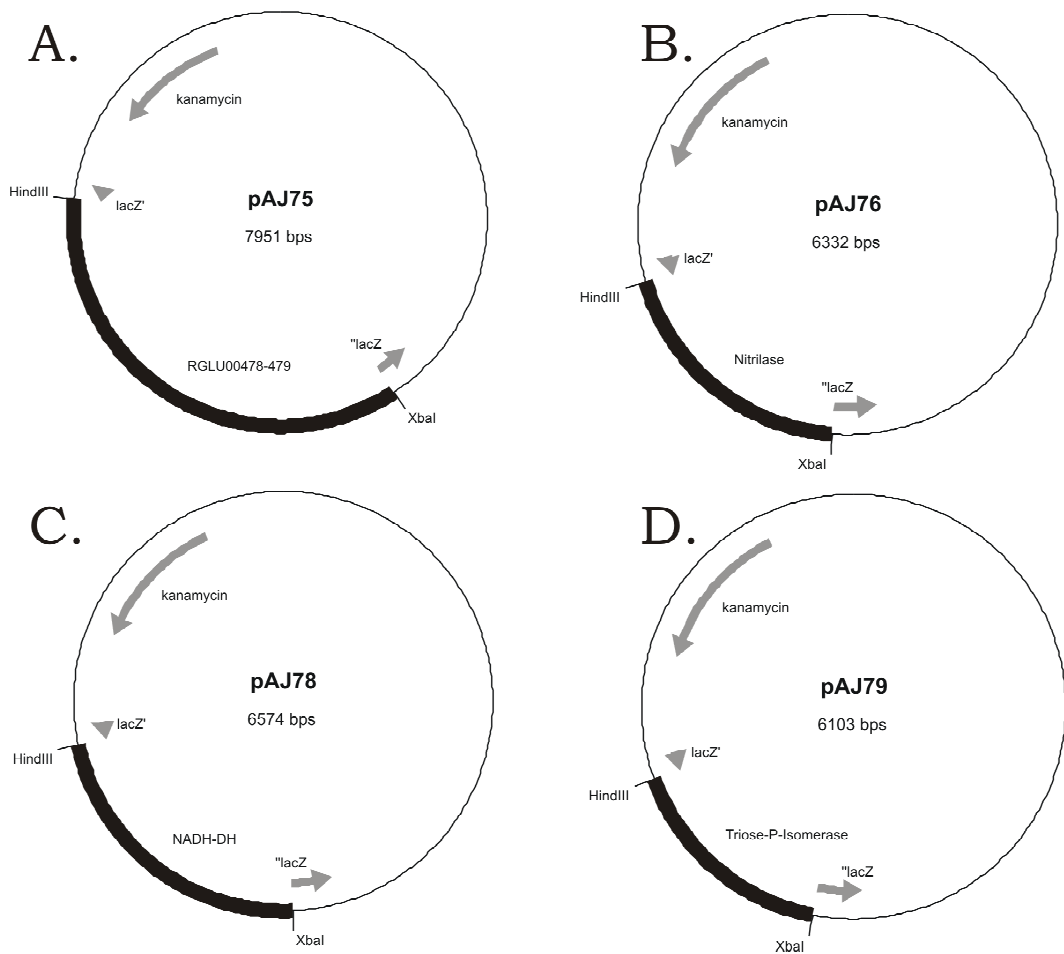 A.
kanamycin
HindIII
lacZ'
pAJ75
7951 bps
"lacZ
RGLU00478-479
XbaI
B.
kanamycin
pAJ76
6332 bps
lacZ'
HindIII
Nitrilase
"lacZ
XbaI
C.
kanamycin
pAJ78
6574 bps
lacZ'
HindIII
NADH-DH
"lacZ
XbaI
D.
kanamycin
pAJ79
6103 bps
lacZ'
HindIII
Triose-P-Isomerase
"lacZ
XbaI